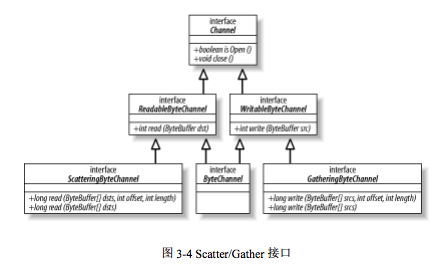 interface
Channel
+boolean is Open ()
+void close ()
interface
ReadableByteChannel
+int read (ByteBuffer dst)
interface
WritableByteChannel
+int write (ByteBuffer src)
interface
ScatteringByteChannel
+long read (ByteBuffer[] dsts, int offset, int length)
+long read (ByteBuffer[] dsts)
interface
ByteChannel
interface
GatheringByteChannel
+long write (ByteBuffer[] srcs, int offset, int length)
+long write (ByteBuffer[] srcs)
图 3-4 Scatter/Gather 接口